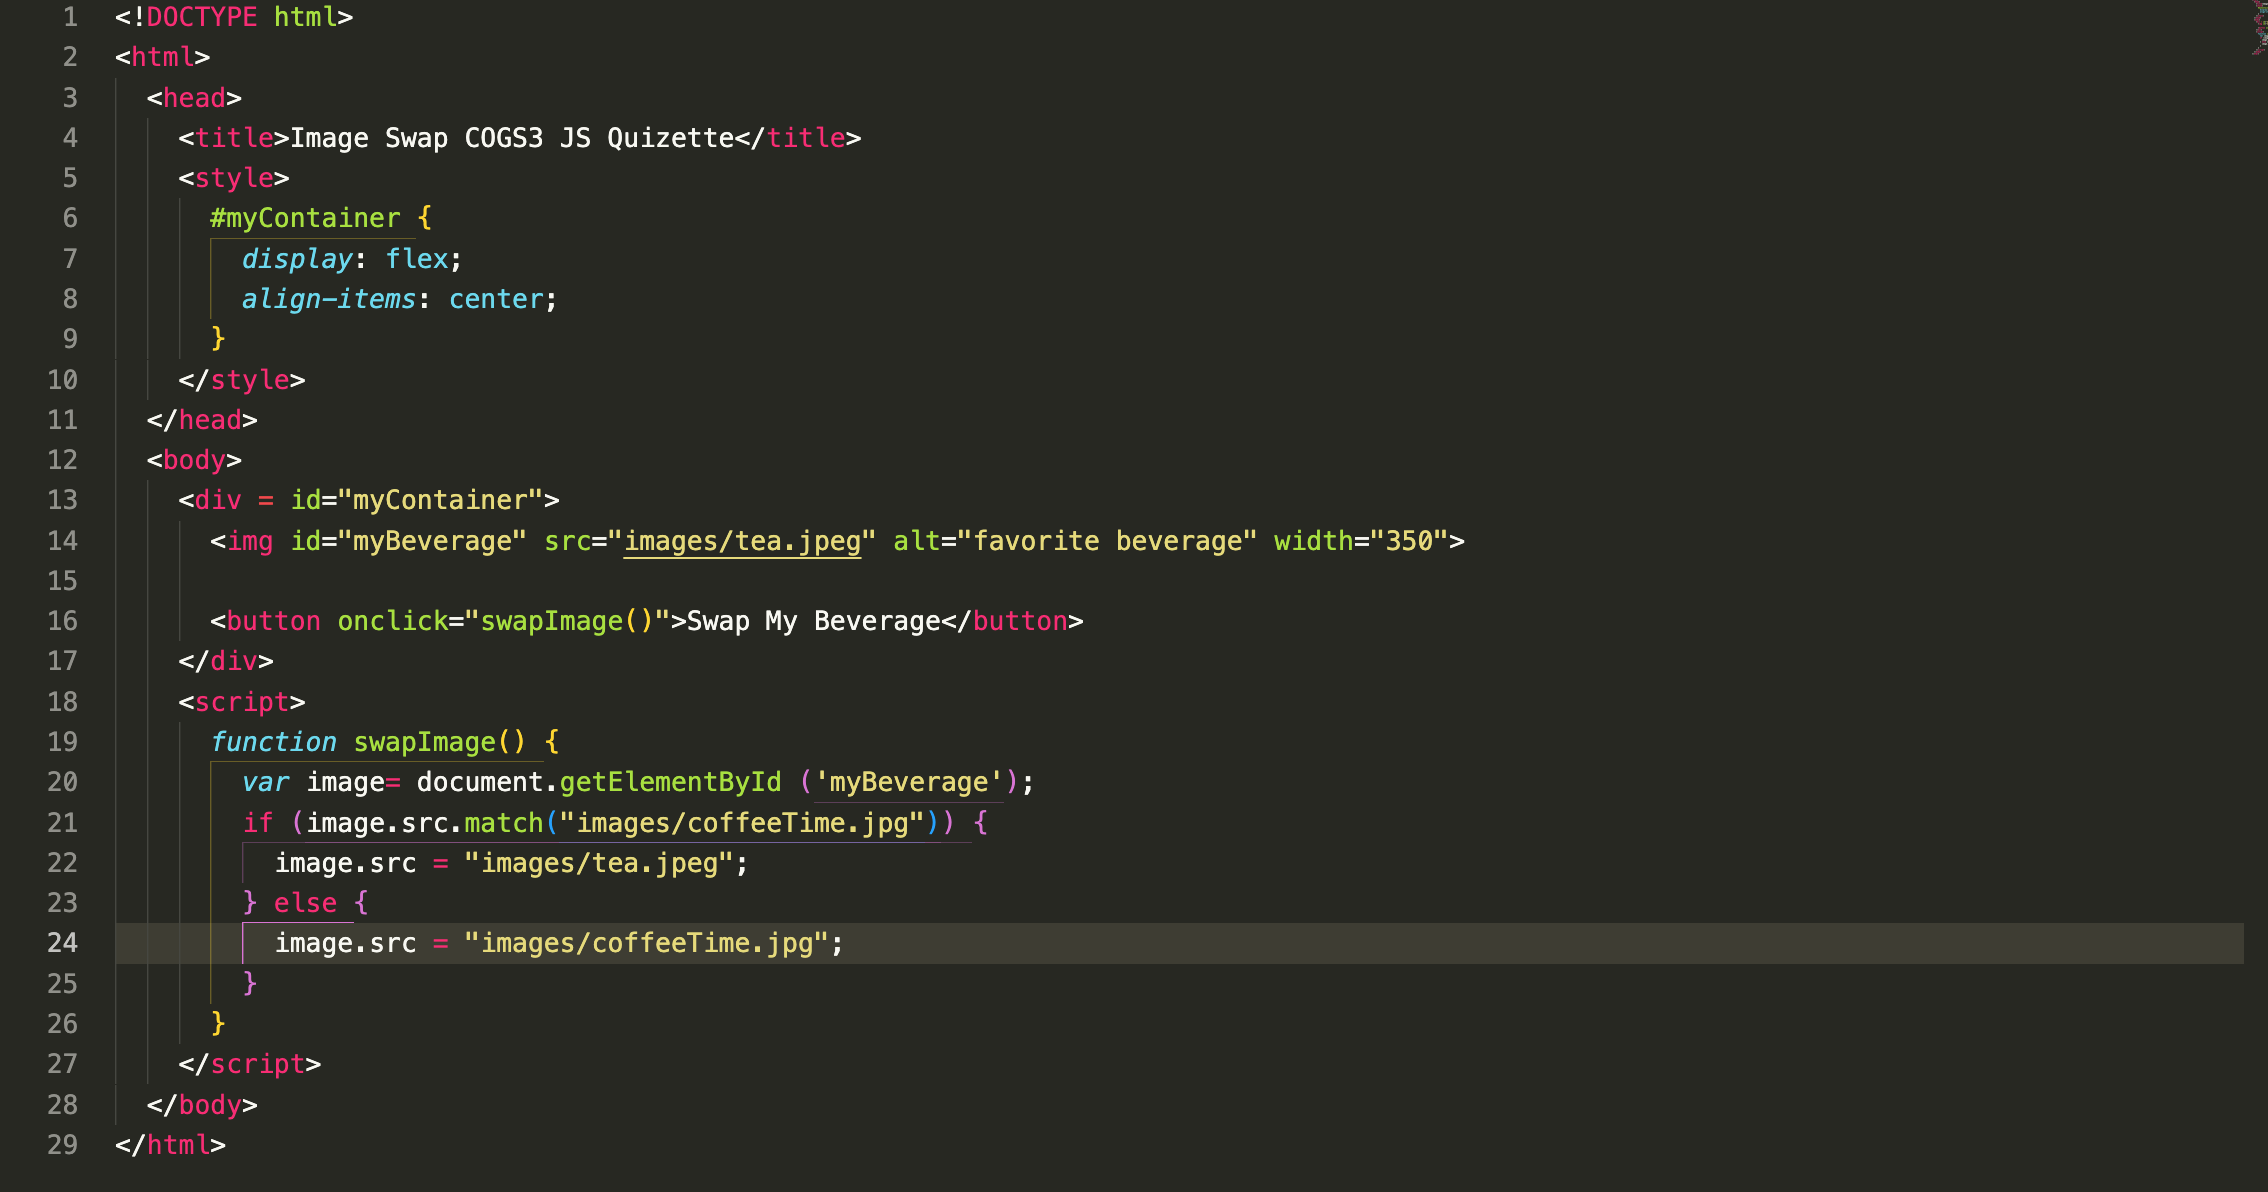 1 <!DOCTYPE html>
2 <html>
3 <head>
4 <title>Image Swap COGS3 JS Quizette</title>
5 <style>
6 #myContainer {
7 display: flex;
8 align-items: center;
9 }
10 </style>
11 </head>
12 <body>
13 <div = id="myContainer">
14 <img id="myBeverage" src="images/tea.jpeg" alt="favorite beverage" width="350">
15
16 <button onclick="swapImage()">Swap My Beverage</button>
17 </div>
18 <script>
19 function swapImage() {
20 var image= document.getElementById ('myBeverage');
21 if (image.src.match("images/coffeeTime.jpg")) {
22 image.src = "images/tea.jpeg";
23 } else {
24 image.src = "images/coffeeTime.jpg";
25 }
26 }
27 </script>
28 </body>
29 </html>